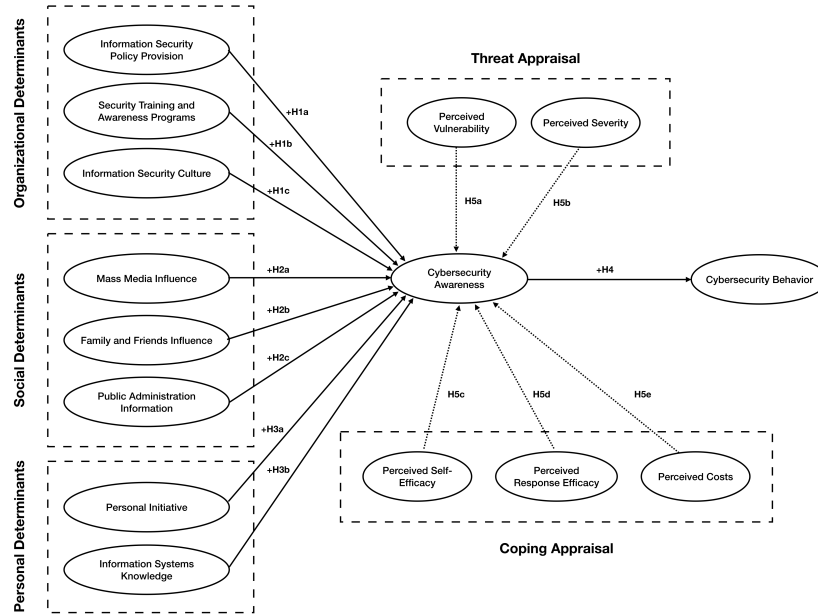 Organizational Determinants
Information Security
Policy Provision
Security Training and
Awareness Programs
Information Security Culture
+H1a
+H1b
+H1c
Social Determinants
Mass Media Influence
Family and Friends Influence
Public Administration
Information
+H2a
+H2b
+H2c
Personal Determinants
Personal Initiative
Information Systems
Knowledge
+H3a
+H3b
Threat Appraisal
Perceived
Vulnerability
Perceived Severity
H5a
H5b
Cybersecurity
Awareness
+H4
Cybersecurity Behavior
H5c
H5d
H5e
Perceived Self-
Efficacy
Perceived
Response Efficacy
Perceived Costs
Coping Appraisal